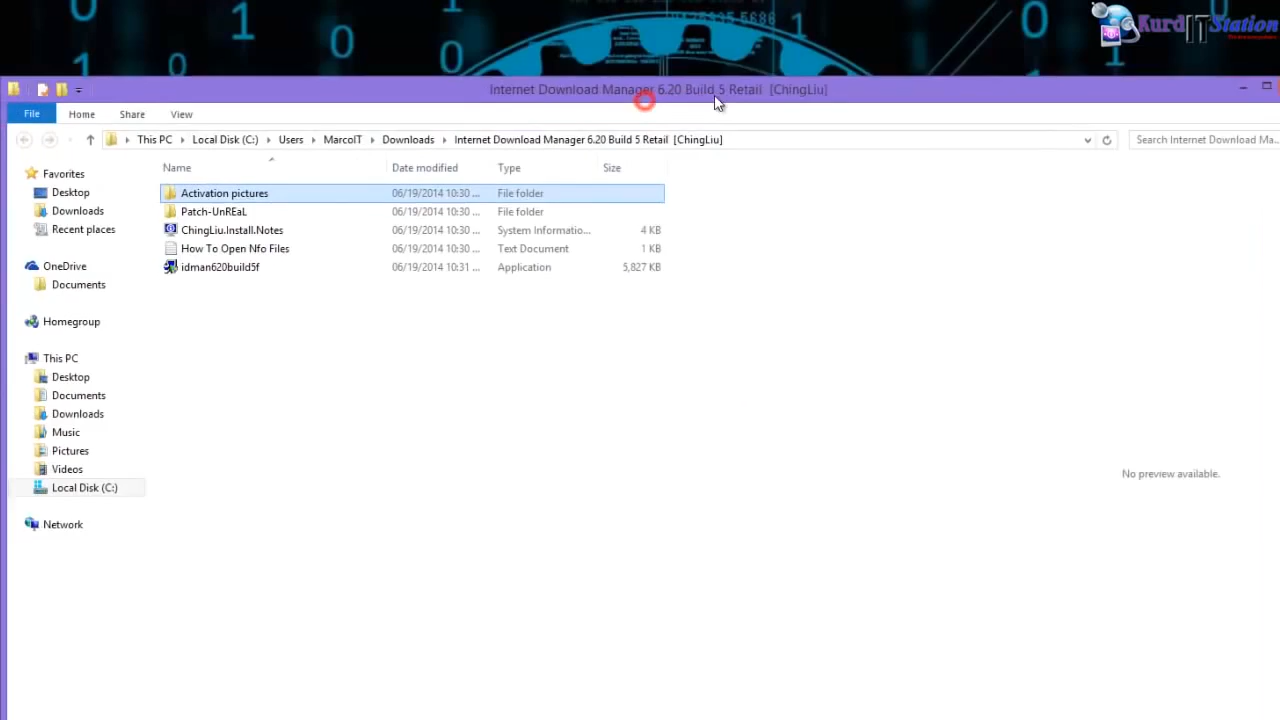 Kurd IT Station
Internet Download Manager 6.20 Build 5 Retail [ChingLiu]
File Home Share View
This PC Local Disk (C:) Users MarcoIT Downloads Internet Download Manager 6.20 Build 5 Retail [ChingLiu] Search Internet Download Ma...
Name Date modified Type Size
Activation pictures 06/19/2014 10:30 ... File folder
Patch-UnREaL 06/19/2014 10:30 ... File folder
ChingLiu.Install.Notes 06/19/2014 10:30 ... System Informatio... 4 KB
How To Open Nfo Files 06/19/2014 10:30 ... Text Document 1 KB
idman620build5f 06/19/2014 10:31 ... Application 5,827 KB
Favorites
Desktop
Downloads
Recent places
OneDrive
Documents
Homegroup
This PC
Desktop
Documents
Downloads
Music
Pictures
Videos
Local Disk (C:)
Network
No preview available.